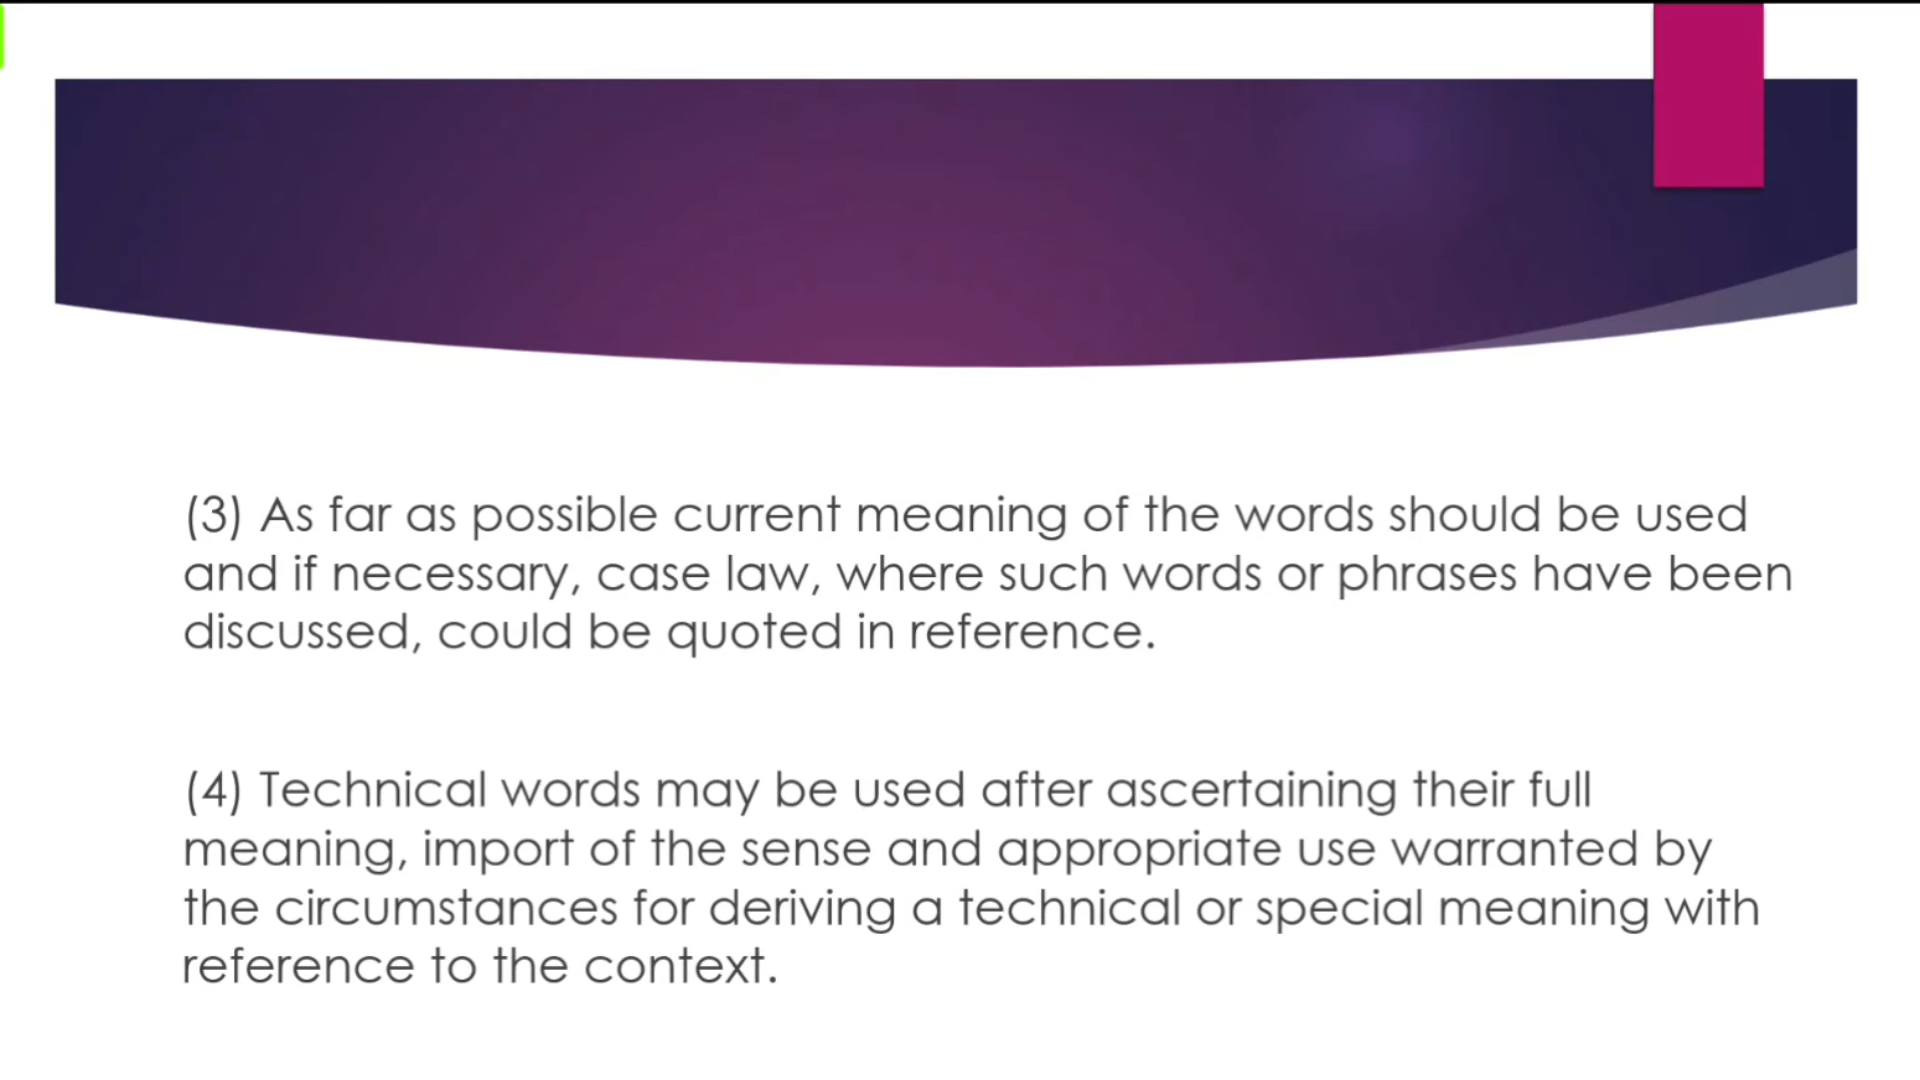 (3) As far as possible current meaning of the words should be used
and if necessary, case law, where such words or phrases have been
discussed, could be quoted in reference.
(4) Technical words may be used after ascertaining their full
meaning, import of the sense and appropriate use warranted by
the circumstances for deriving a technical or special meaning with
reference to the context.